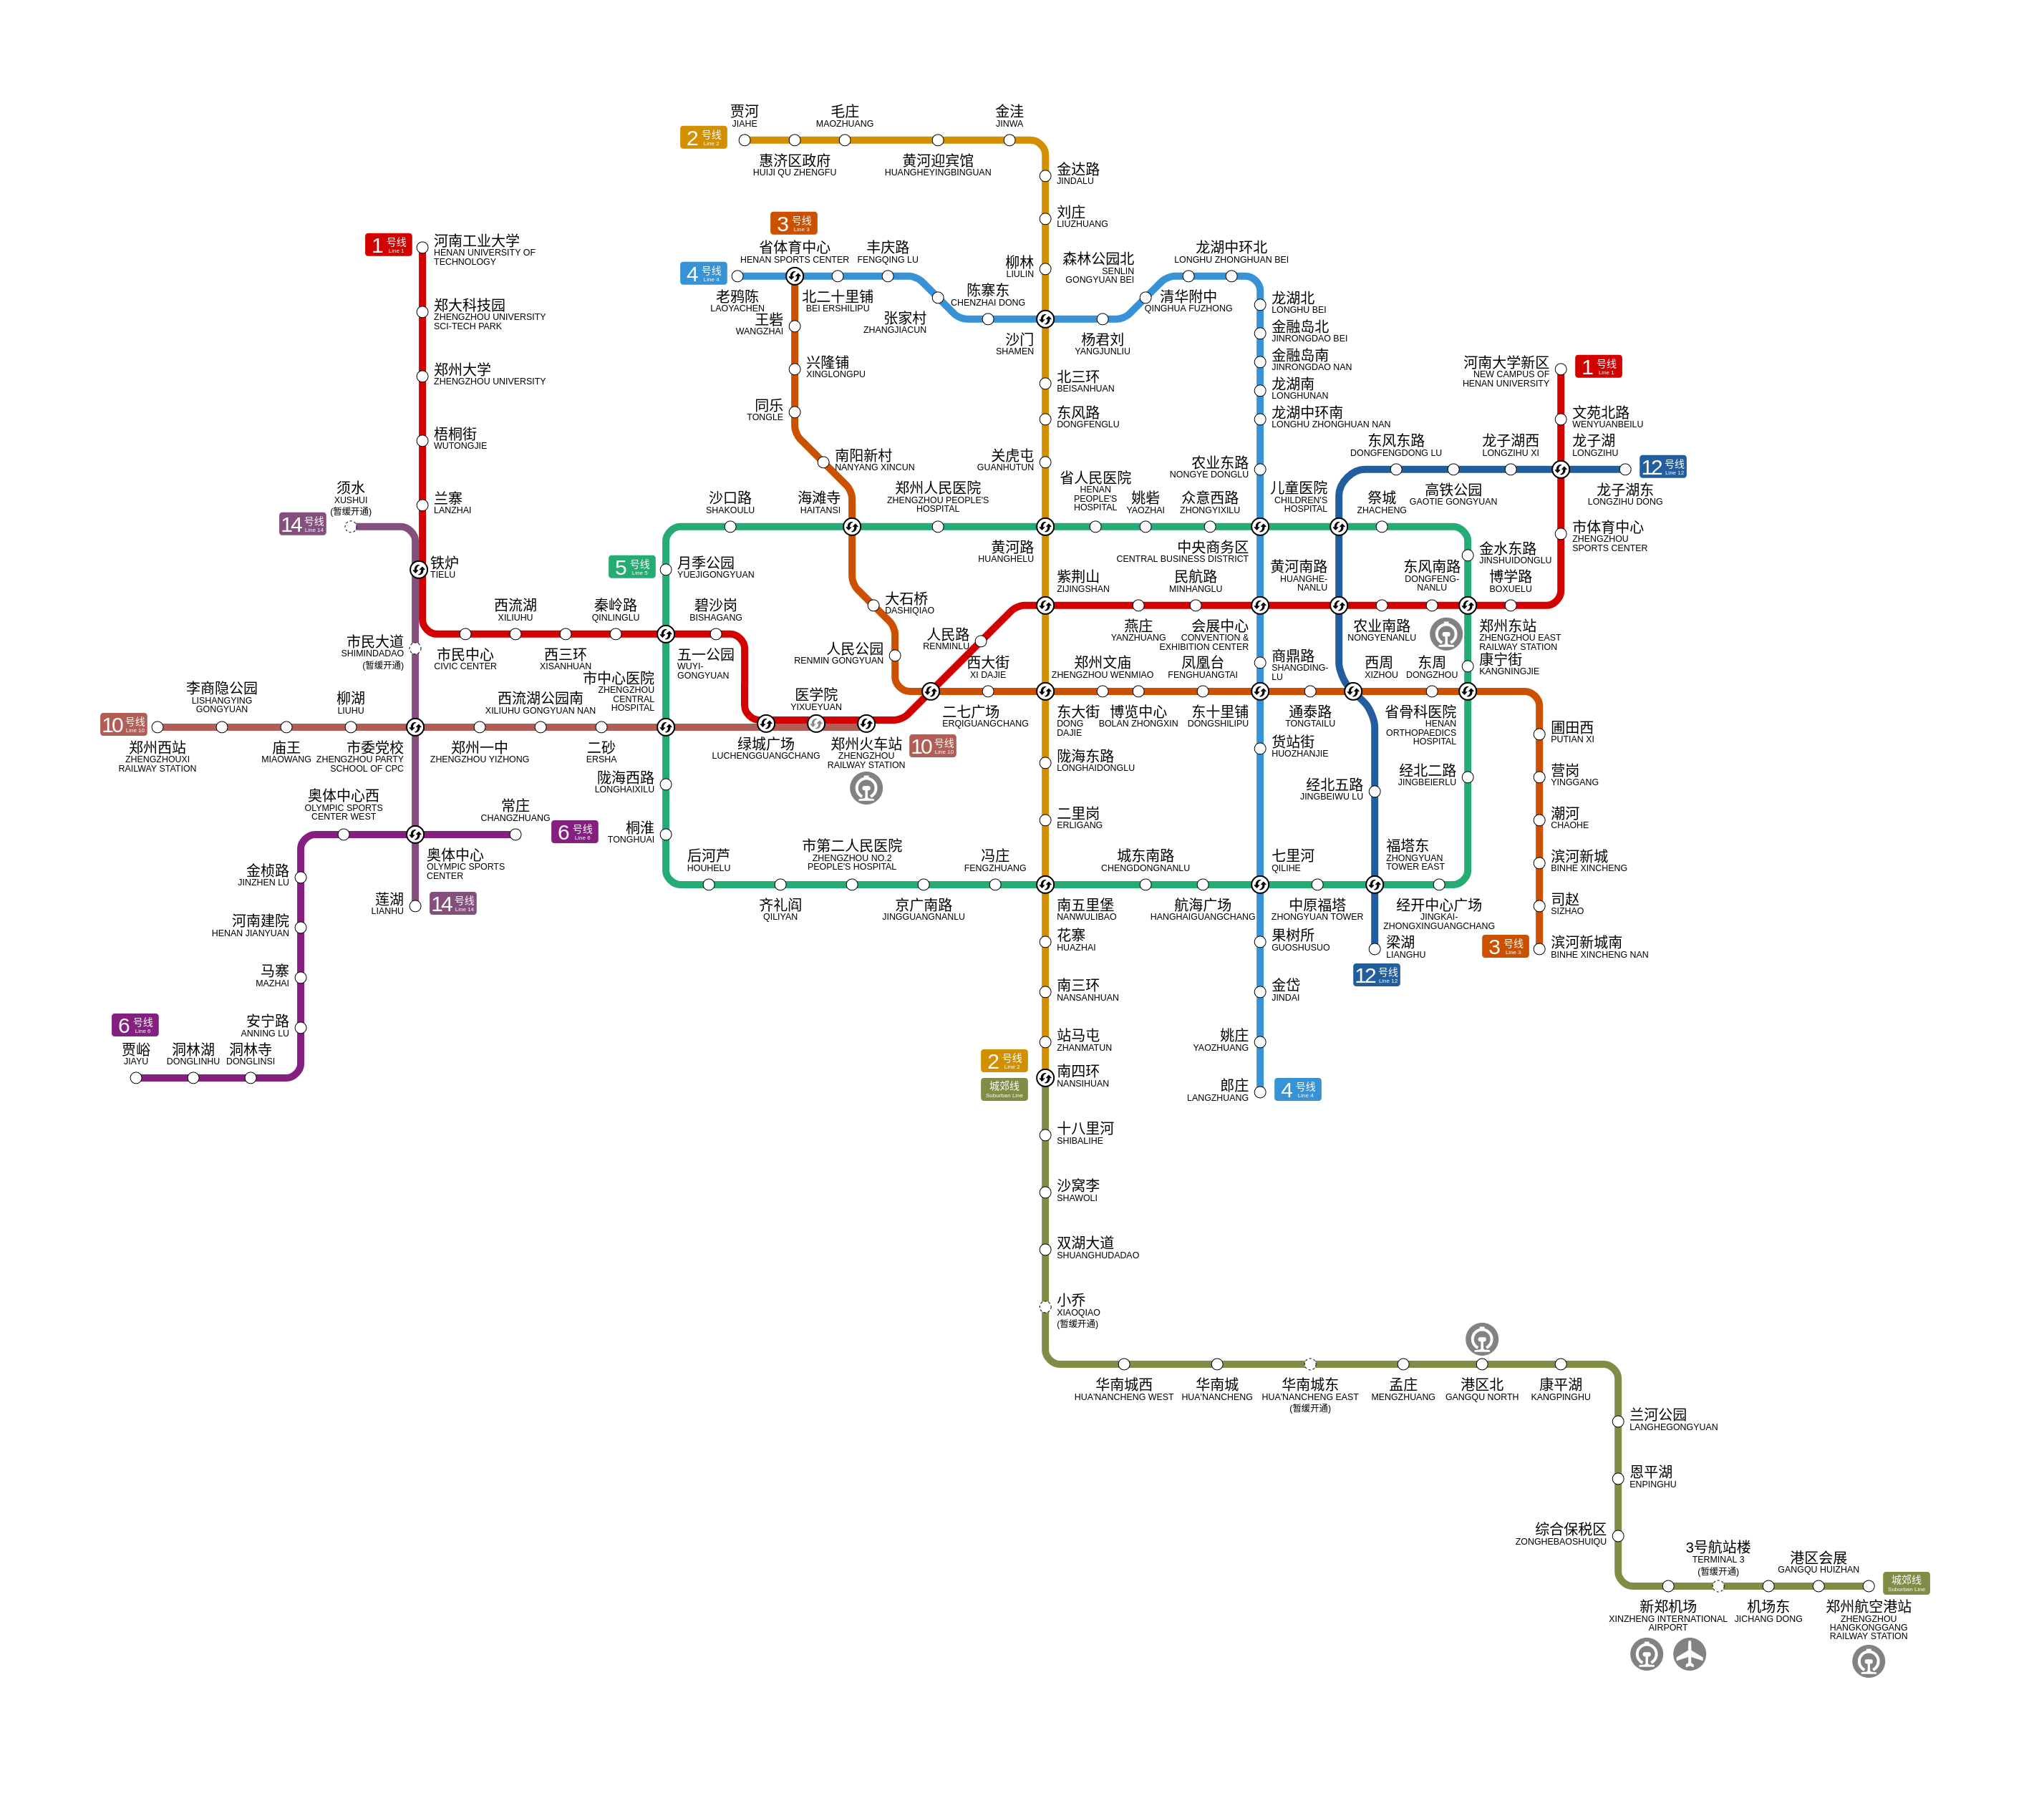 贾河
JIAHE
毛庄
MAOZHUANG
金洼
JINWA
2 号线
Line 2
惠济区政府
HUIJI QU ZHENGFU
黄河迎宾馆
HUANGHEYINGBINGUAN
金达路
JINDALU
刘庄
LIUZHUANG
3 号线
Line 3
1 号线
Line 1
河南工业大学
HENAN UNIVERSITY OF
TECHNOLOGY
省体育中心
HENAN SPORTS CENTER
丰庆路
FENGQING LU
4 号线
Line 4
柳林
LIULIN
森林公园北
SENLIN
GONGYUAN BEI
龙湖中环北
LONGHU ZHONGHUAN BEI
老鸦陈
LAOYACHEN
北二十里铺
BEI ERSHILIPU
陈寨东
CHENZHAI DONG
清华附中
QINGHUA FUZHONG
龙湖北
LONGHU BEI
郑大科技园
ZHENGZHOU UNIVERSITY
SCI-TECH PARK
王砦
WANGZHAI
张家村
ZHANGJIACUN
沙门
SHAMEN
杨君刘
YANGJUNLIU
金融岛北
JINRONGDAO BEI
金融岛南
JINRONGDAO NAN
兴隆铺
XINGLONGPU
郑州大学
ZHENGZHOU UNIVERSITY
北三环
BEISANHUAN
龙湖南
LONGHUNAN
河南大学新区
NEW CAMPUS OF
HENAN UNIVERSITY
1 号线
Line 1
同乐
TONGLE
东风路
DONGFENGLU
龙湖中环南
LONGHU ZHONGHUAN NAN
文苑北路
WENYUANBEILU
梧桐街
WUTONGJIE
东风东路
DONGFENGDONG LU
龙子湖西
LONGZIHU XI
龙子湖
LONGZIHU
南阳新村
NANYANG XINCUN
关虎屯
GUANHUTUN
农业东路
NONGYE DONGLU
12 号线
Line 12
须水
XUSHUI
(暂缓开通)
14 号线
Line 14
兰寨
LANZHAI
沙口路
SHAKOULU
海滩寺
HAITANSI
郑州人民医院
ZHENGZHOU PEOPLE'S
HOSPITAL
省人民医院
HENAN
PEOPLE'S
HOSPITAL
姚砦
YAOZHAI
众意西路
ZHONGYIXILU
儿童医院
CHILDREN'S
HOSPITAL
祭城
ZHACHENG
高铁公园
GAOTIE GONGYUAN
龙子湖东
LONGZIHU DONG
市体育中心
ZHENGZHOU
SPORTS CENTER
铁炉
TIELU
5 号线
Line 5
月季公园
YUEJIGONGYUAN
黄河路
HUANGHELU
中央商务区
CENTRAL BUSINESS DISTRICT
金水东路
JINSHUIDONGLU
紫荆山
ZIJINGSHAN
民航路
MINHANGLU
黄河南路
HUANGHE-
NANLU
东风南路
DONGFENG-
NANLU
博学路
BOXUELU
西流湖
XILIUHU
秦岭路
QINLINGLU
碧沙岗
BISHAGANG
大石桥
DASHIQIAO
市民大道
SHIMINDADAO
(暂缓开通)
市民中心
CIVIC CENTER
西三环
XISANHUAN
五一公园
WUYI-
GONGYUAN
人民公园
RENMIN GONGYUAN
人民路
RENMINLU
燕庄
YANZHUANG
会展中心
CONVENTION &
EXHIBITION CENTER
农业南路
NONGYENANLU
郑州东站
ZHENGZHOU EAST
RAILWAY STATION
西大街
XI DAJIE
郑州文庙
ZHENGZHOU WENMIAO
凤凰台
FENGHUANGTAI
商鼎路
SHANGDING-
LU
西周
XIZHOU
东周
DONGZHOU
康宁街
KANGNINGJIE
李商隐公园
LISHANGYING
GONGYUAN
柳湖
LIUHU
西流湖公园南
XILIUHU GONGYUAN NAN
市中心医院
ZHENGZHOU
CENTRAL
HOSPITAL
医学院
YIXUEYUAN
二七广场
ERQIGUANGCHANG
东大街
DONG
DAJIE
博览中心
BOLAN ZHONGXIN
东十里铺
DONGSHILIPU
通泰路
TONGTAILU
省骨科医院
HENAN
ORTHOPAEDICS
HOSPITAL
圃田西
PUTIAN XI
10 号线
Line 10
郑州西站
ZHENGZHOUXI
RAILWAY STATION
庙王
MIAOWANG
市委党校
ZHENGZHOU PARTY
SCHOOL OF CPC
郑州一中
ZHENGZHOU YIZHONG
二砂
ERSHA
绿城广场
LUCHENGGUANGCHANG
郑州火车站
ZHENGZHOU
RAILWAY STATION
10 号线
Line 10
陇海东路
LONGHAIDONGLU
货站街
HUOZHANJIE
营岗
YINGGANG
陇海西路
LONGHAIXILU
经北五路
JINGBEIWU LU
经北二路
JINGBEIERLU
奥体中心西
OLYMPIC SPORTS
CENTER WEST
常庄
CHANGZHUANG
6 号线
Line 6
桐淮
TONGHUAI
二里岗
ERLIGANG
潮河
CHAOHE
奥体中心
OLYMPIC SPORTS
CENTER
后河芦
HOUHELU
市第二人民医院
ZHENGZHOU NO.2
PEOPLE'S HOSPITAL
冯庄
FENGZHUANG
城东南路
CHENGDONGNANLU
七里河
QILIHE
福塔东
ZHONGYUAN
TOWER EAST
滨河新城
BINHE XINCHENG
金桢路
JINZHEN LU
莲湖
LIANHU
14 号线
Line 14
齐礼阎
QILIYAN
京广南路
JINGGUANGNANLU
南五里堡
NANWULIBAO
航海广场
HANGHAIGUANGCHANG
中原福塔
ZHONGYUAN TOWER
经开中心广场
JINGKAI-
ZHONGXINGUANGCHANG
司赵
SIZHAO
河南建院
HENAN JIANYUAN
花寨
HUAZHAI
果树所
GUOSHUSUO
梁湖
LIANGHU
3 号线
Line 3
滨河新城南
BINHE XINCHENG NAN
12 号线
Line 12
马寨
MAZHAI
南三环
NANSANHUAN
金岱
JINDAI
6 号线
Line 6
安宁路
ANNING LU
站马屯
ZHANMATUN
姚庄
YAOZHUANG
贾峪
JIAYU
洞林湖
DONGLINHU
洞林寺
DONGLINSI
2 号线
Line 2
城郊线
Suburban Line
南四环
NANSIHUAN
郎庄
LANGZHUANG
4 号线
Line 4
十八里河
SHIBALIHE
沙窝李
SHAWOLI
双湖大道
SHUANGHUDADAO
小乔
XIAOQIAO
(暂缓开通)
华南城西
HUA'NANCHENG WEST
华南城
HUA'NANCHENG
华南城东
HUA'NANCHENG EAST
(暂缓开通)
孟庄
MENGZHUANG
港区北
GANGQU NORTH
康平湖
KANGPINGHU
兰河公园
LANGHEGONGYUAN
恩平湖
ENPINGHU
综合保税区
ZONGHEBAOSHUIQU
3号航站楼
TERMINAL 3
(暂缓开通)
港区会展
GANGQU HUIZHAN
城郊线
Suburban Line
新郑机场
XINZHENG INTERNATIONAL
AIRPORT
机场东
JICHANG DONG
郑州航空港站
ZHENGZHOU
HANGKONGGANG
RAILWAY STATION